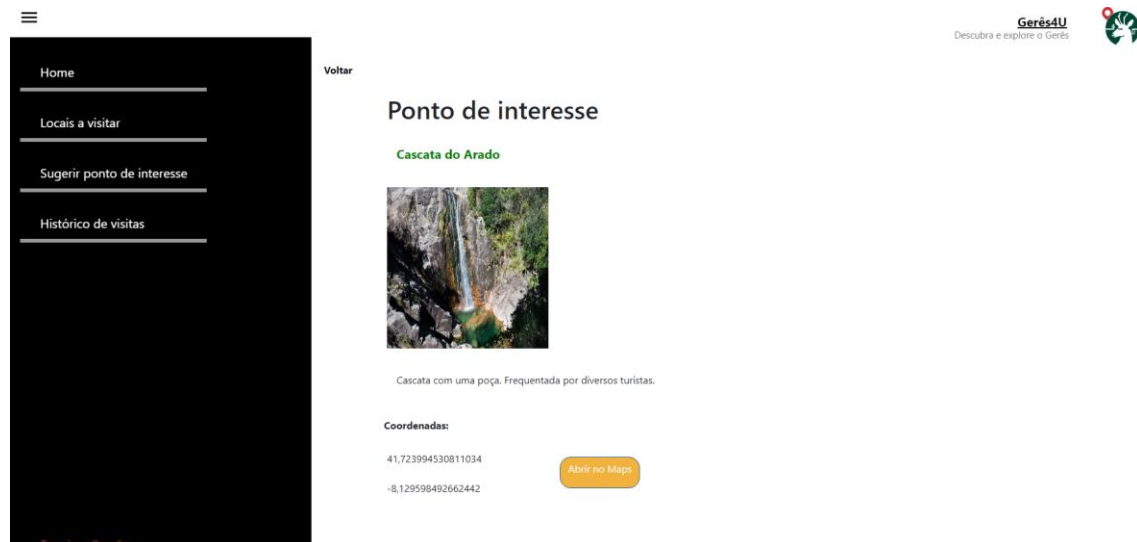 Gerês4U
Descubra e explore o Gerês
Home
Locais a visitar
Sugerir ponto de interesse
Histórico de visitas
Voltar
Ponto de interesse
Cascata do Arado
Cascata com uma poça. Frequentada por diversos turistas.
Coordenadas:
41,723994530811034
Abrir no Maps
-8,129598492662442